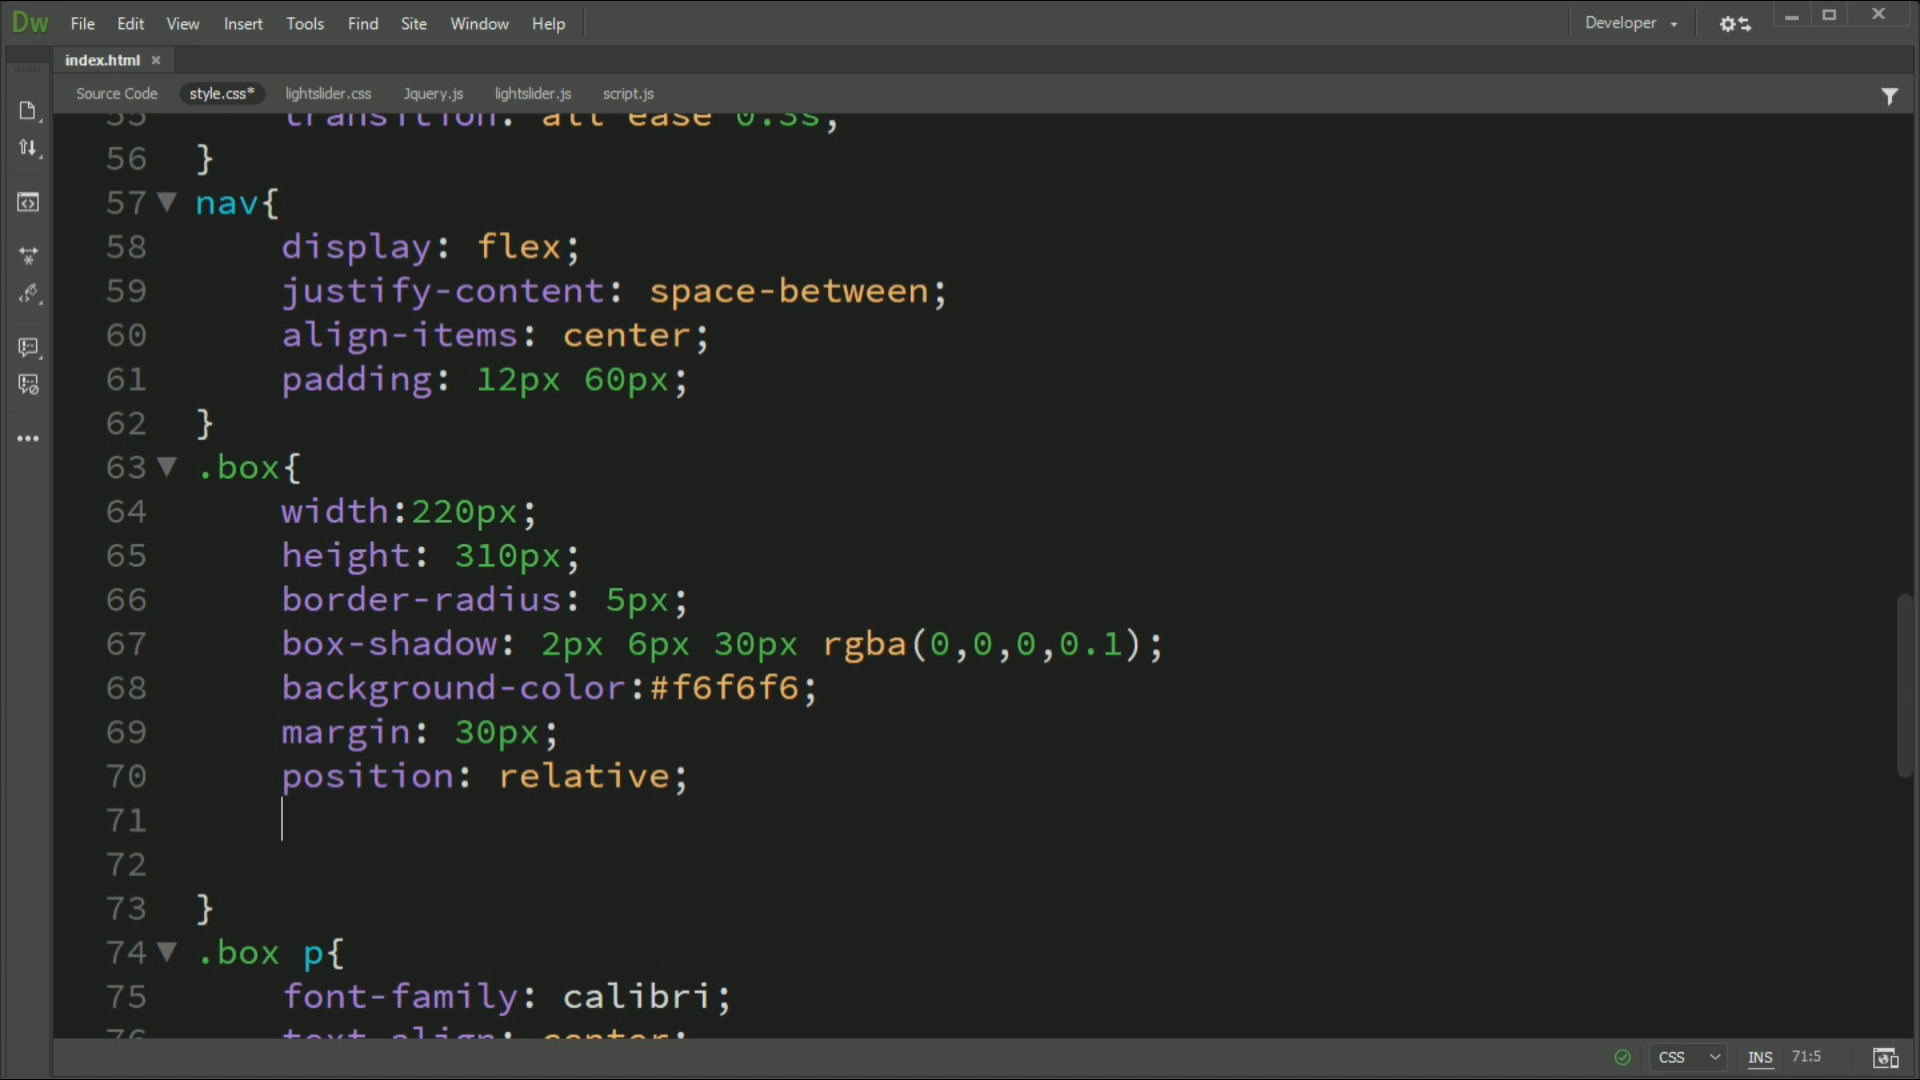 Dw File Edit View Insert Tools Find Site Window Help Developer
index.html ×
Source Code style.css* lightslider.css Jquery.js lightslider.js script.js
55 transition: all ease 0.3s;
56 }
57 nav{
58 display: flex;
59 justify-content: space-between;
60 align-items: center;
61 padding: 12px 60px;
62 }
63 .box{
64 width:220px;
65 height: 310px;
66 border-radius: 5px;
67 box-shadow: 2px 6px 30px rgba(0,0,0,0.1);
68 background-color:#f6f6f6;
69 margin: 30px;
70 position: relative;
71
72
73 }
74 .box p{
75 font-family: calibri;
76 text-align: center;
CSS INS 71:5